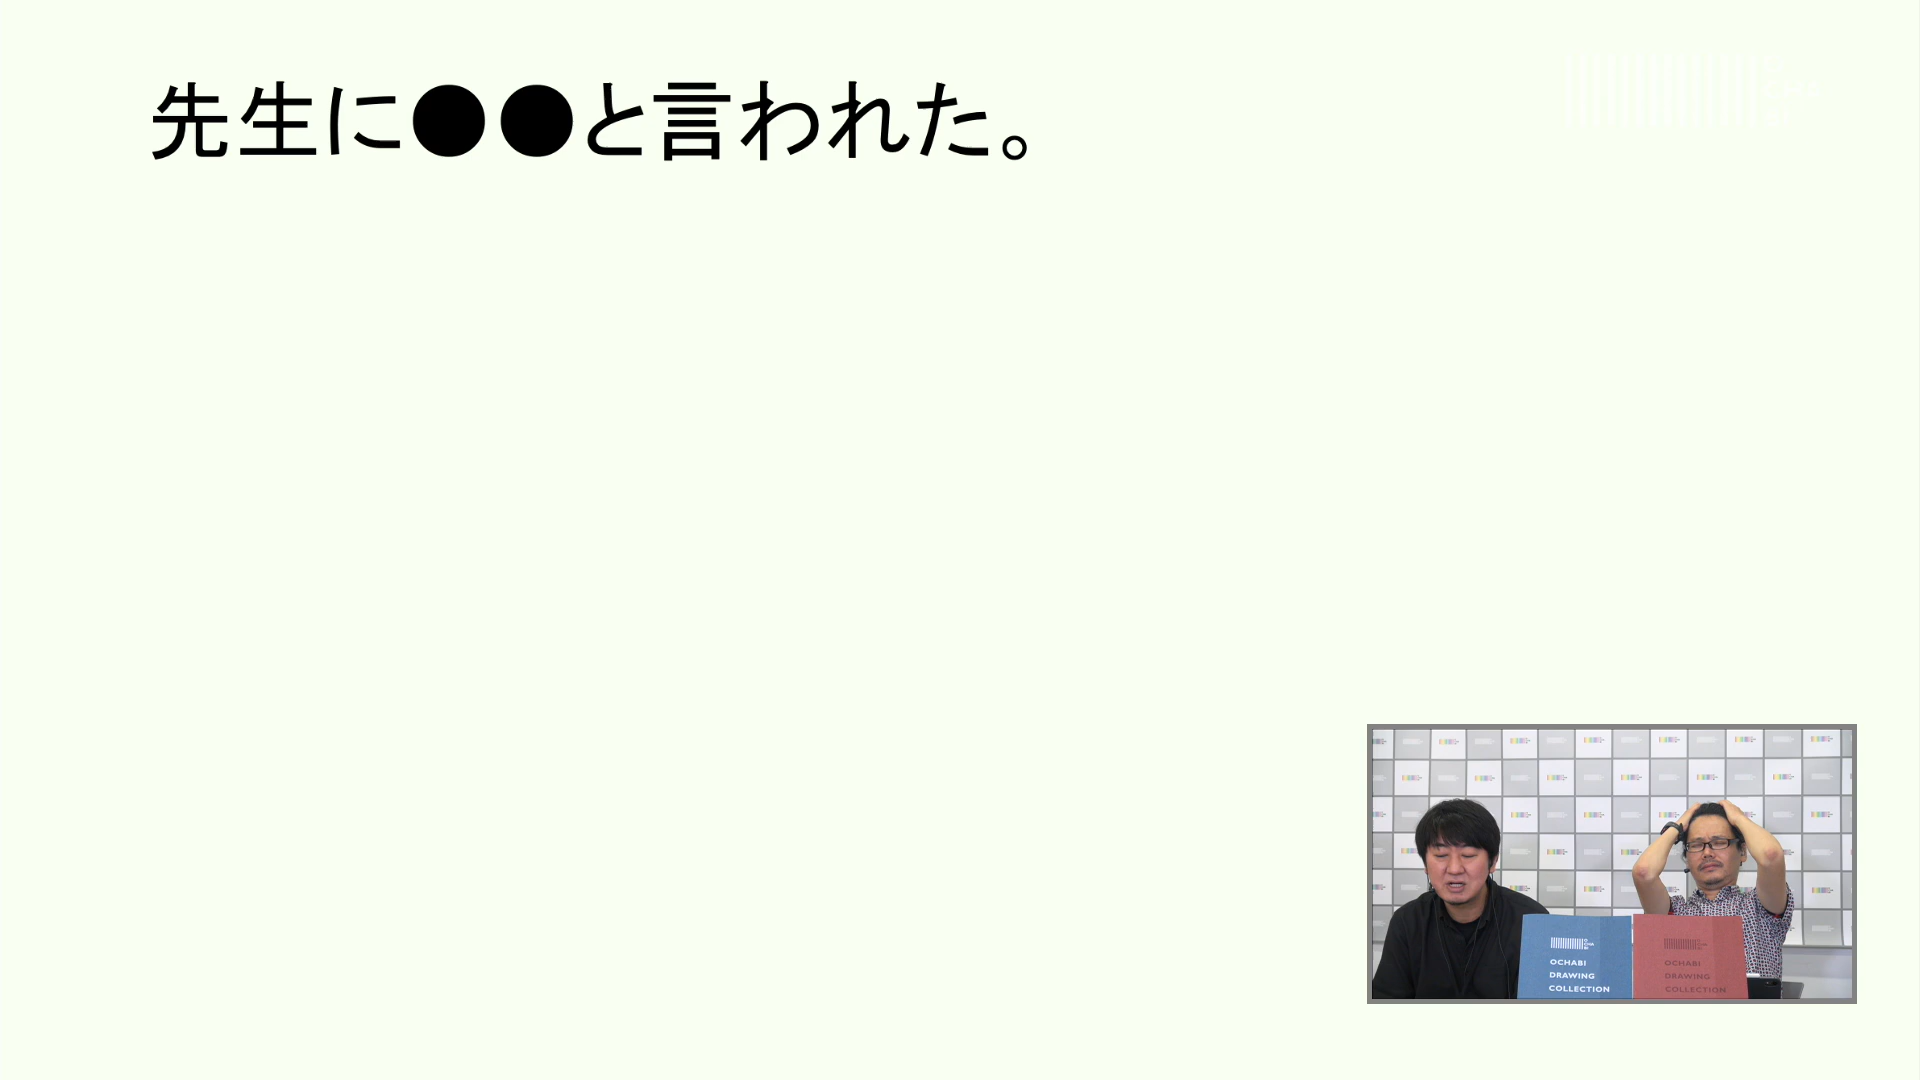 先生に●●と言われた。
OCHABI
DRAWING
COLLECTION
OCHABI
DRAWING
COLLECTION